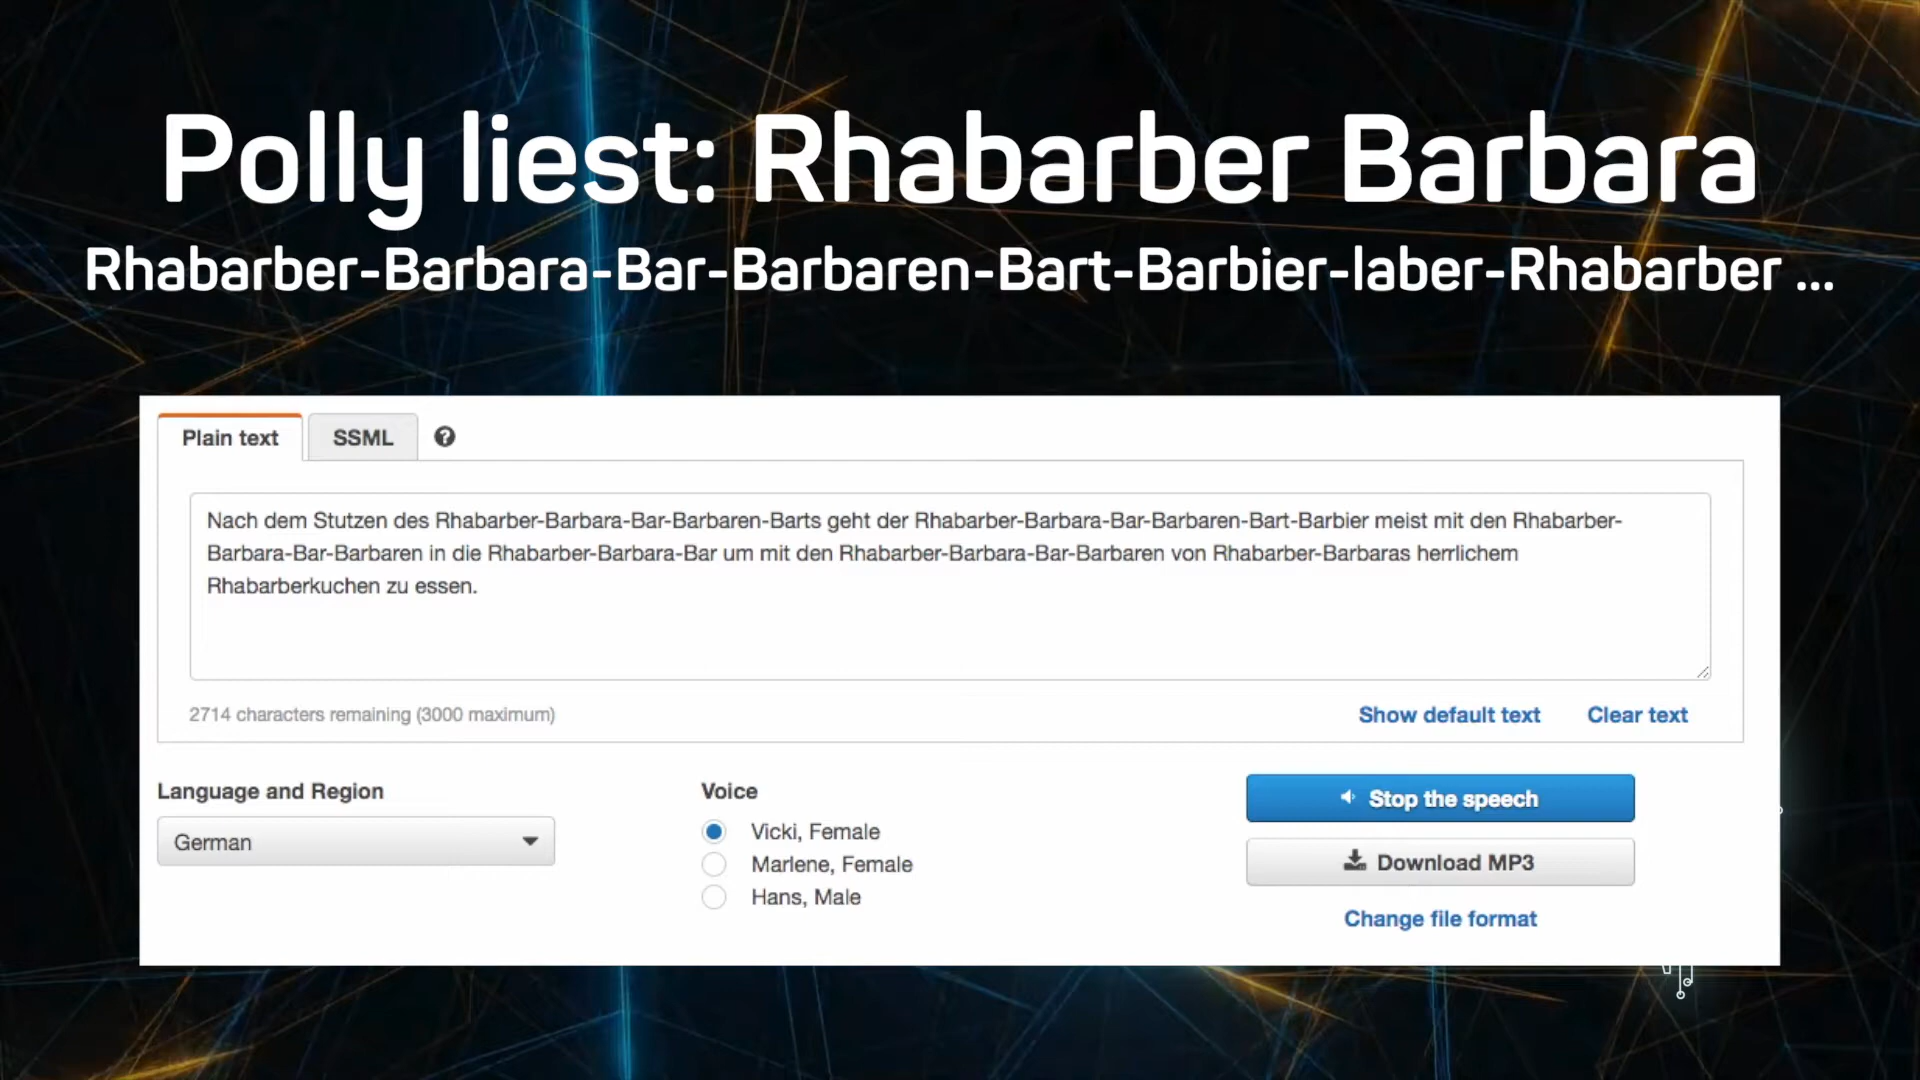 Polly liest: Rhabarber Barbara
Rhabarber-Barbara-Bar-Barbaren-Bart-Barbier-laber-Rhabarber ...
Plain text
SSML
?
Nach dem Stutzen des Rhabarber-Barbara-Bar-Barbaren-Barts geht der Rhabarber-Barbara-Bar-Barbaren-Bart-Barbier meist mit den Rhabarber-
Barbara-Bar-Barbaren in die Rhabarber-Barbara-Bar um mit den Rhabarber-Barbara-Bar-Barbaren von Rhabarber-Barbaras herrlichem
Rhabarberkuchen zu essen.
2714 characters remaining (3000 maximum)
Show default text
Clear text
Language and Region
German
Voice
Vicki, Female
Marlene, Female
Hans, Male
Stop the speech
Download MP3
Change file format